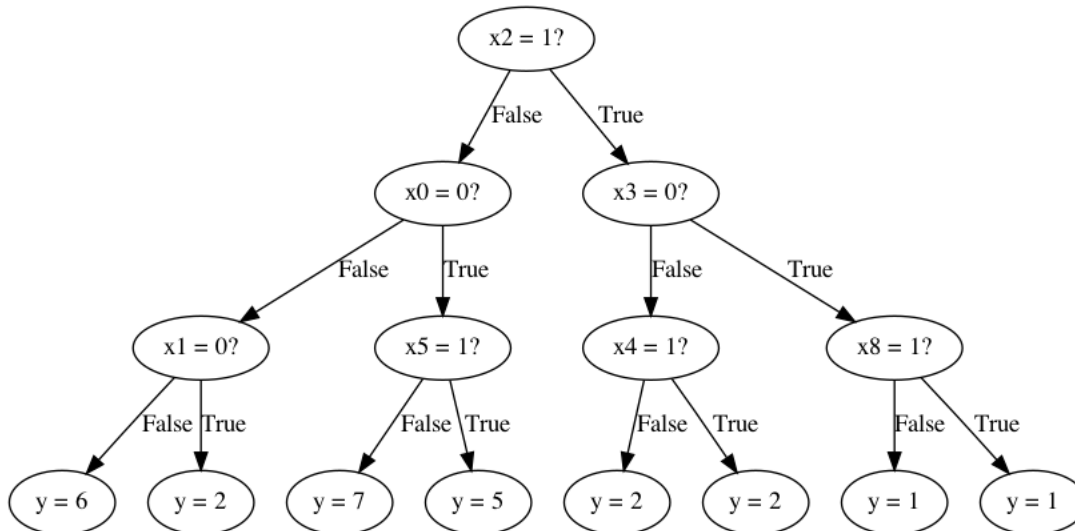 x2 = 1?
False
True
x0 = 0?
x3 = 0?
False
True
False
True
x1 = 0?
x5 = 1?
x4 = 1?
x8 = 1?
False
True
False
True
False
True
False
True
y = 6
y = 2
y = 7
y = 5
y = 2
y = 2
y = 1
y = 1